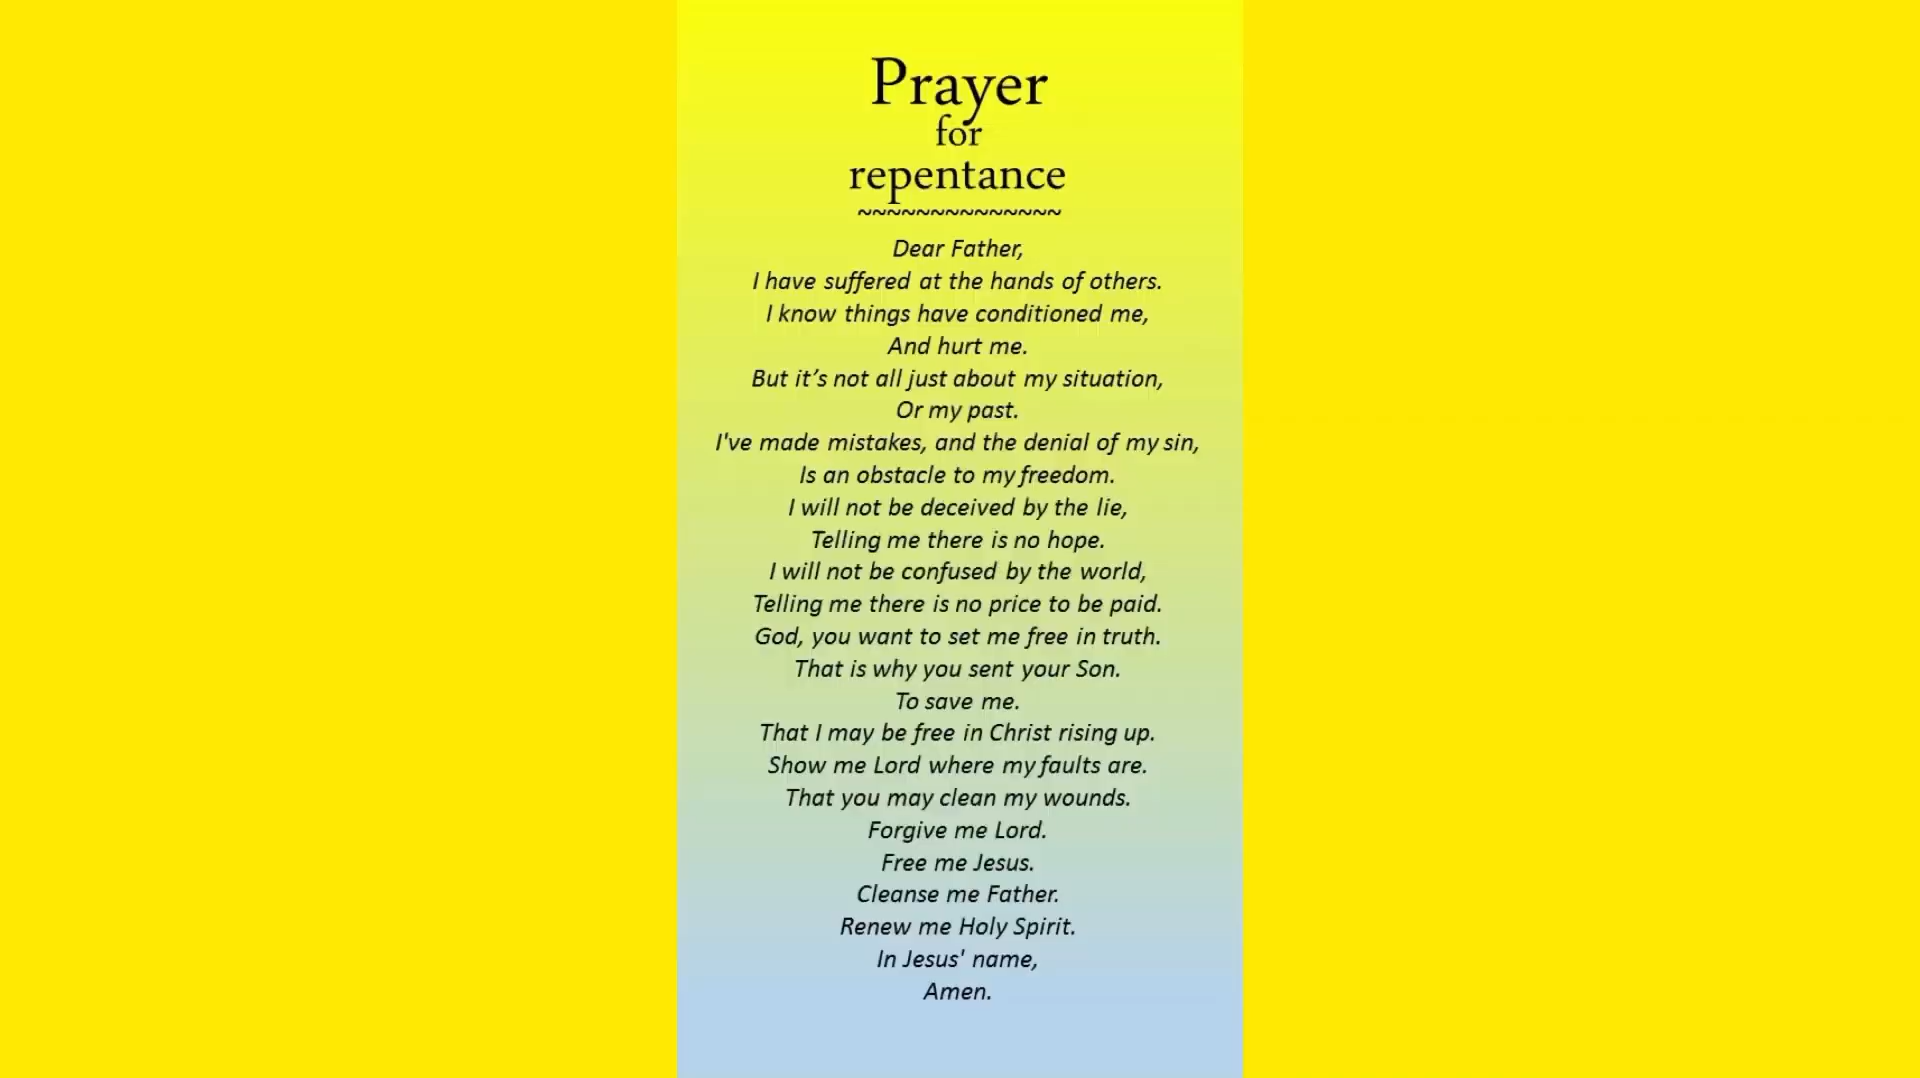 Prayer
for
repentance
~~~~~~~~~~~~~~
Dear Father,
I have suffered at the hands of others.
I know things have conditioned me,
And hurt me.
But it’s not all just about my situation,
Or my past.
I've made mistakes, and the denial of my sin,
Is an obstacle to my freedom.
I will not be deceived by the lie,
Telling me there is no hope.
I will not be confused by the world,
Telling me there is no price to be paid.
God, you want to set me free in truth.
That is why you sent your Son.
To save me.
That I may be free in Christ rising up.
Show me Lord where my faults are.
That you may clean my wounds.
Forgive me Lord.
Free me Jesus.
Cleanse me Father.
Renew me Holy Spirit.
In Jesus' name,
Amen.